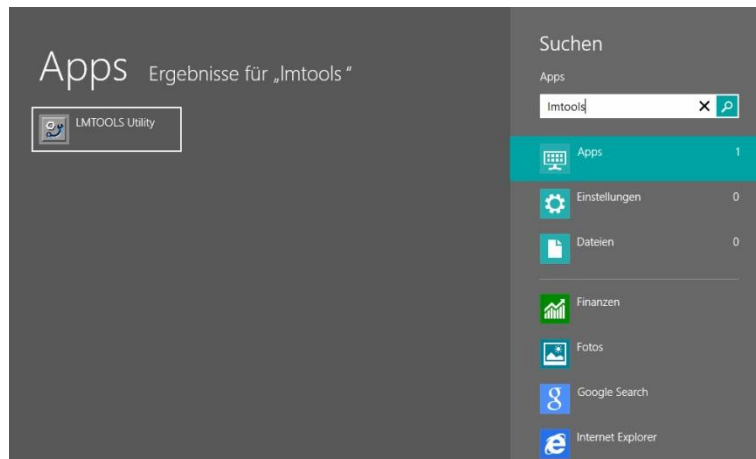 Apps Ergebnisse für „lmtools “
LMTOOLS Utility
Suchen
Apps
lmtools
Apps 1
Einstellungen 0
Dateien 0
Finanzen
Fotos
Google Search
Internet Explorer